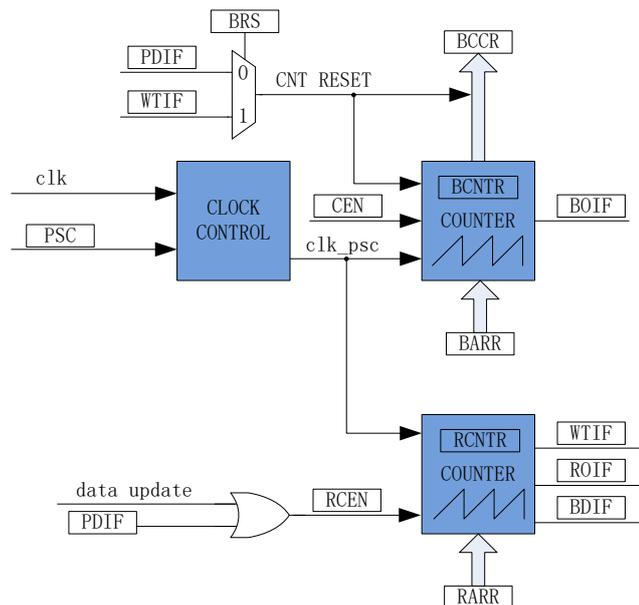 BRS
BCCR
PDIF
0
CNT RESET
WTIF
1
clk
PSC
CLOCK
CONTROL
clk_psc
CEN
BCNTR
COUNTER
BOIF
BARR
data update
PDIF
RCEN
RCNTR
COUNTER
WTIF
ROIF
BDIF
RARR